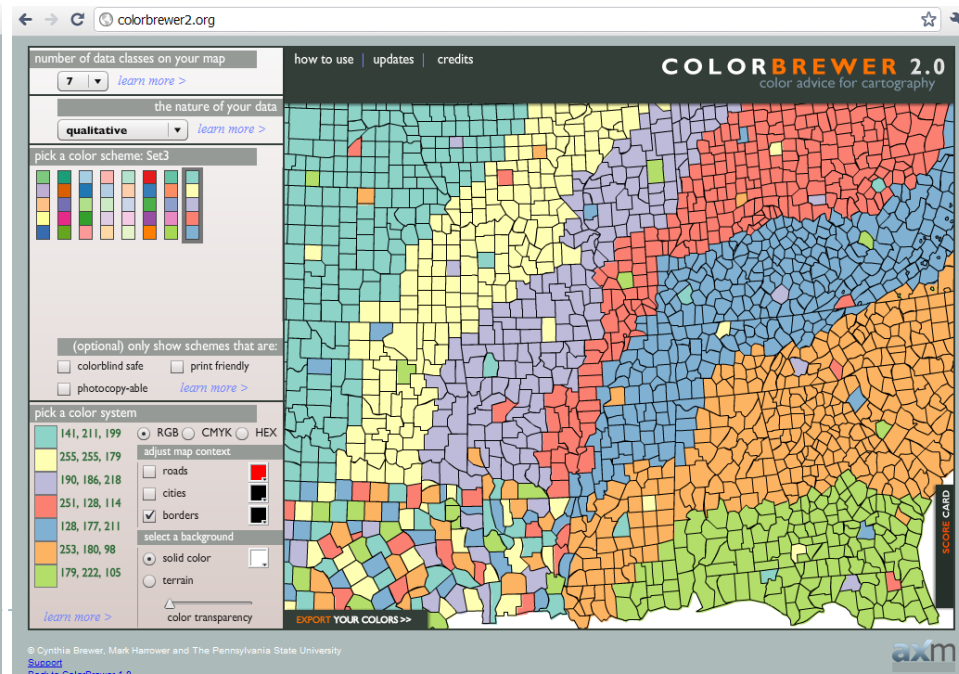 colorbrewer2.org
number of data classes on your map
7
learn more >
the nature of your data
qualitative
learn more >
pick a color scheme: Set3
(optional) only show schemes that are:
colorblind safe
print friendly
photocopy-able
learn more >
pick a color system
141, 211, 199
255, 255, 179
190, 186, 218
251, 128, 114
128, 177, 211
253, 180, 98
179, 222, 105
learn more >
RGB CMYK HEX
adjust map context
roads
cities
borders
select a background
solid color
terrain
color transparency
how to use | updates | credits
COLORBREWER 2.0
color advice for cartography
SCORE CARD
EXPORT YOUR COLORS >>
© Cynthia Brewer, Mark Harrower and The Pennsylvania State University
Support
Back to ColorBrewer 1.0
axm